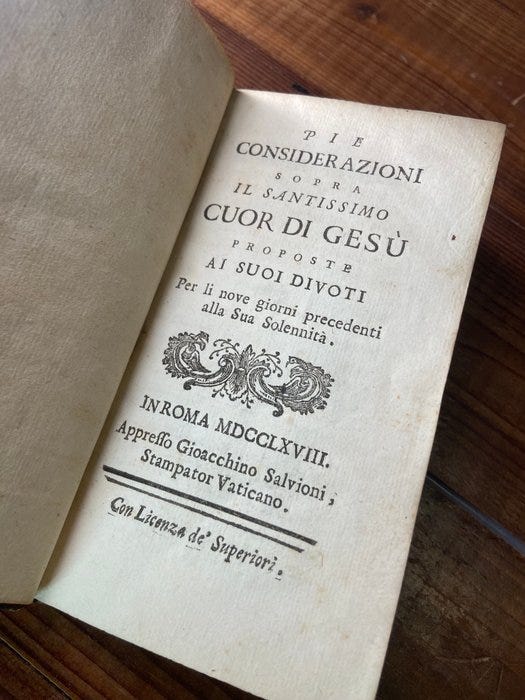 PIE
CONSIDERAZIONI
SOPRA
IL SANTISSIMO
CUOR DI GESÙ
PROPOSTE
AI SUOI DIVOTI
Per li nove giorni precedenti
alla Sua Solennità.
IN ROMA MDCCLXVIII.
Appreſſo Gioacchino Salvioni,
Stampator Vaticano.
Con Licenza de' Superiori.